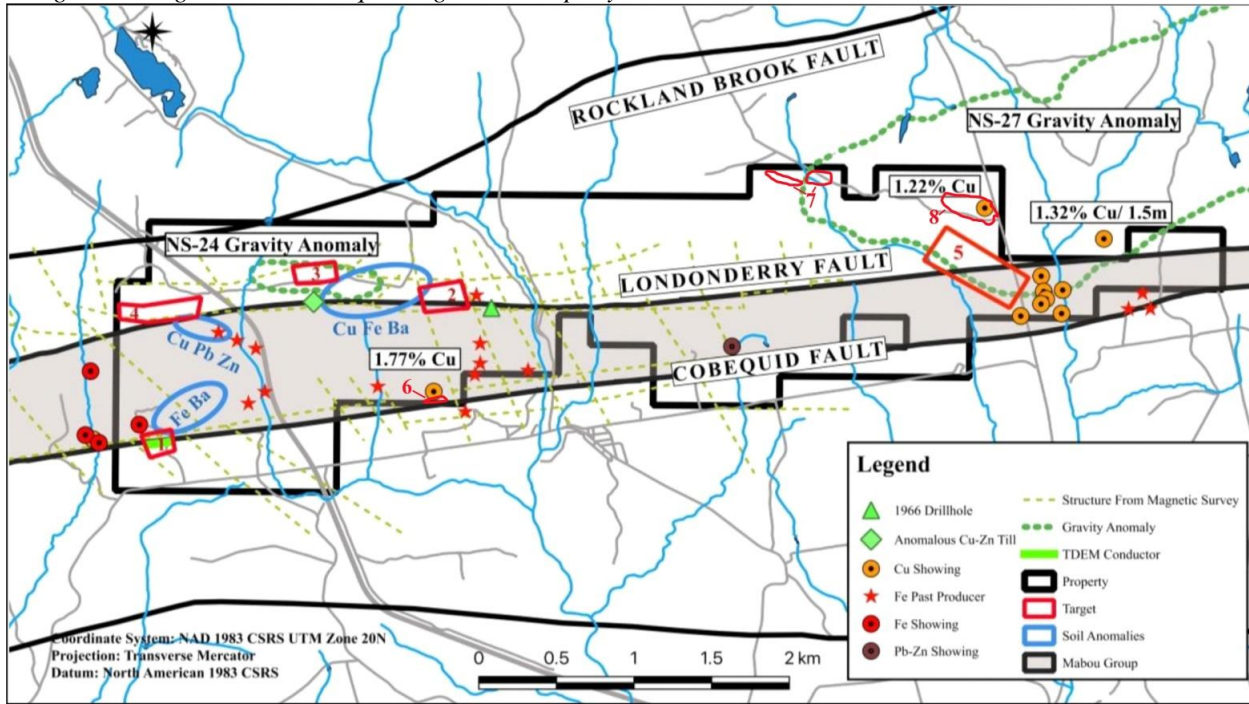 ROCKLAND BROOK FAULT
NS-27 Gravity Anomaly
7
1.22% Cu
8
1.32% Cu/ 1.5m
NS-24 Gravity Anomaly
5
LONDONDERRY FAULT
3
2
4
Cu Fe Ba
Cu Pb Zn
1.77% Cu
COBEQUID FAULT
6
Fe Ba
1
Legend
1966 Drillhole
Anomalous Cu-Zn Till
Cu Showing
Fe Past Producer
Fe Showing
Pb-Zn Showing
Structure From Magnetic Survey
Gravity Anomaly
TDEM Conductor
Property
Target
Soil Anomalies
Mabou Group
Coordinate System: NAD 1983 CSRS UTM Zone 20N
Projection: Transverse Mercator
Datum: North American 1983 CSRS
0 0.5 1 1.5 2 km